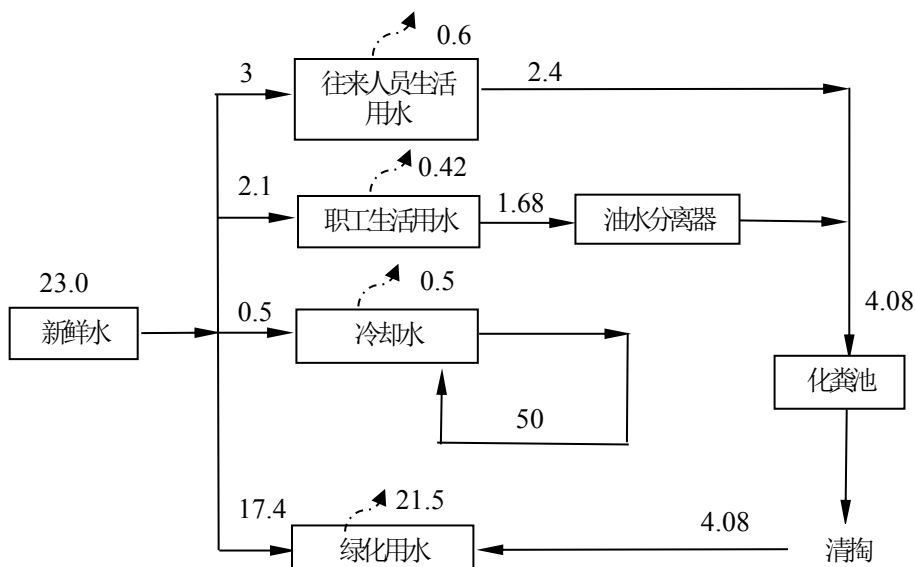 0.6
3
往来人员生活
用水
2.4
0.42
2.1
职工生活用水
1.68
油水分离器
23.0
新鲜水
0.5
0.5
冷却水
4.08
化粪池
50
17.4
21.5
绿化用水
4.08
清掏